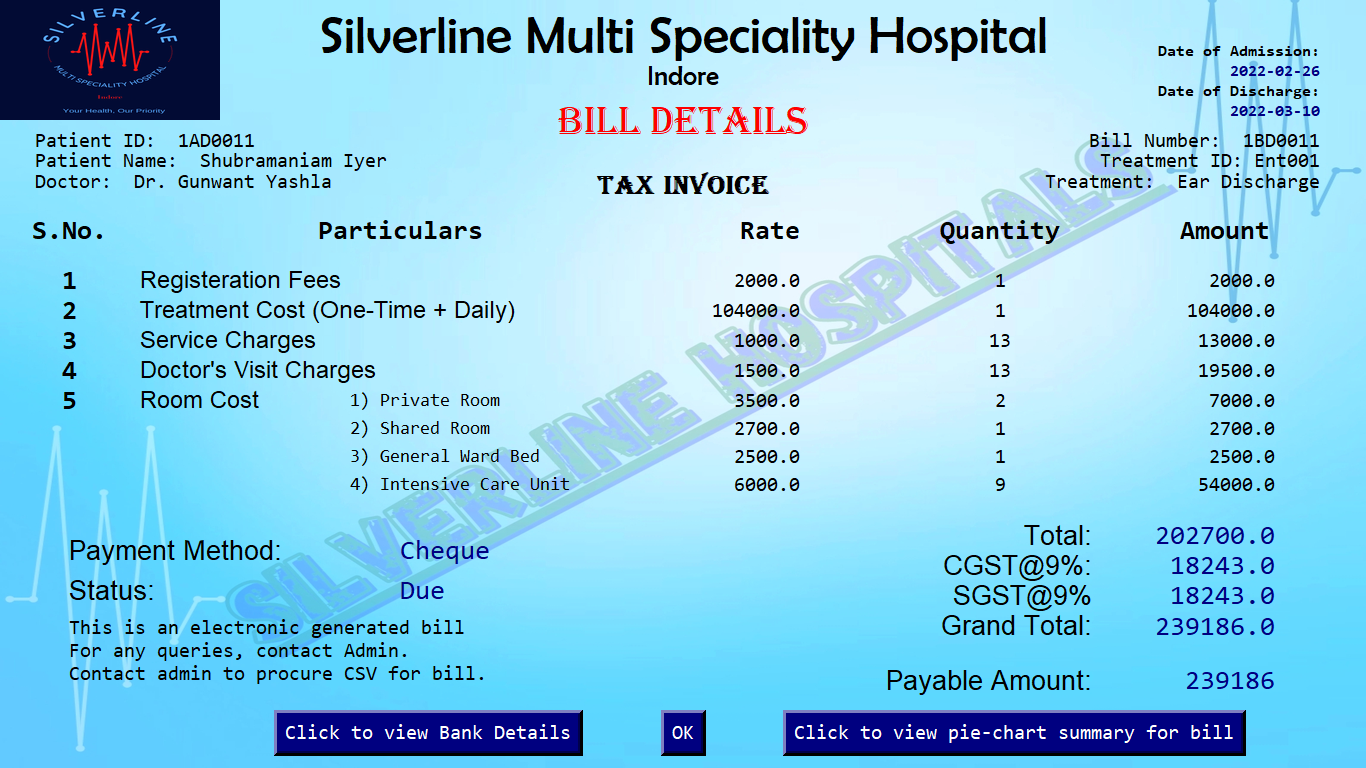 SILVERLINE
MULTI SPECIALITY HOSPITAL
Indore
Your Health, Our Priority
Silverline Multi Speciality Hospital
Indore
BILL DETAILS
TAX INVOICE
Date of Admission:
2022-02-26
Date of Discharge:
2022-03-10
Patient ID: 1AD0011
Patient Name: Shubramaniam Iyer
Doctor: Dr. Gunwant Yashla
Bill Number: 1BD0011
Treatment ID: Ent001
Treatment: Ear Discharge
S.No. Particulars Rate Quantity Amount
1 Registeration Fees 2000.0 1 2000.0
2 Treatment Cost (One-Time + Daily) 104000.0 1 104000.0
3 Service Charges 1000.0 13 13000.0
4 Doctor's Visit Charges 1500.0 13 19500.0
5 Room Cost 1) Private Room 3500.0 2 7000.0
2) Shared Room 2700.0 1 2700.0
3) General Ward Bed 2500.0 1 2500.0
4) Intensive Care Unit 6000.0 9 54000.0
SILVERLINE HOSPITALS
Payment Method: Cheque
Status: Due
This is an electronic generated bill
For any queries, contact Admin.
Contact admin to procure CSV for bill.
Total: 202700.0
CGST@9%: 18243.0
SGST@9% 18243.0
Grand Total: 239186.0
Payable Amount: 239186
Click to view Bank Details
OK
Click to view pie-chart summary for bill